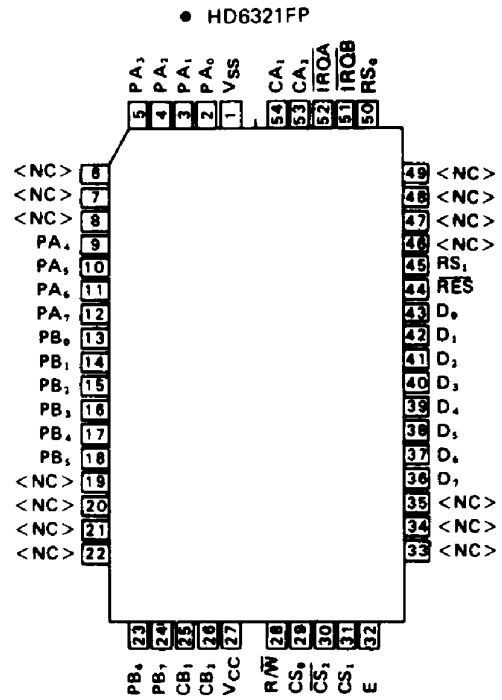 ● HD6321FP
PA₃ PA₂ PA₁ PA₀ VSS CA₁ CA₂ I̅R̅Q̅A̅ I̅R̅Q̅B̅ RS₀
5 4 3 2 1 54 53 52 51 50
<NC> 6
<NC> 7
<NC> 8
PA₄ 9
PA₅ 10
PA₆ 11
PA₇ 12
PB₀ 13
PB₁ 14
PB₂ 15
PB₃ 16
PB₄ 17
PB₅ 18
<NC> 19
<NC> 20
<NC> 21
<NC> 22
49 <NC>
48 <NC>
47 <NC>
46 <NC>
45 RS₁
44 R̅E̅S̅
43 D₀
42 D₁
41 D₂
40 D₃
39 D₄
38 D₅
37 D₆
36 D₇
35 <NC>
34 <NC>
33 <NC>
23 24 25 26 27 28 29 30 31 32
PB₆ PB₇ CB₁ CB₂ VCC R/W̅ CS₀ C̅S̅₂ CS₁ E